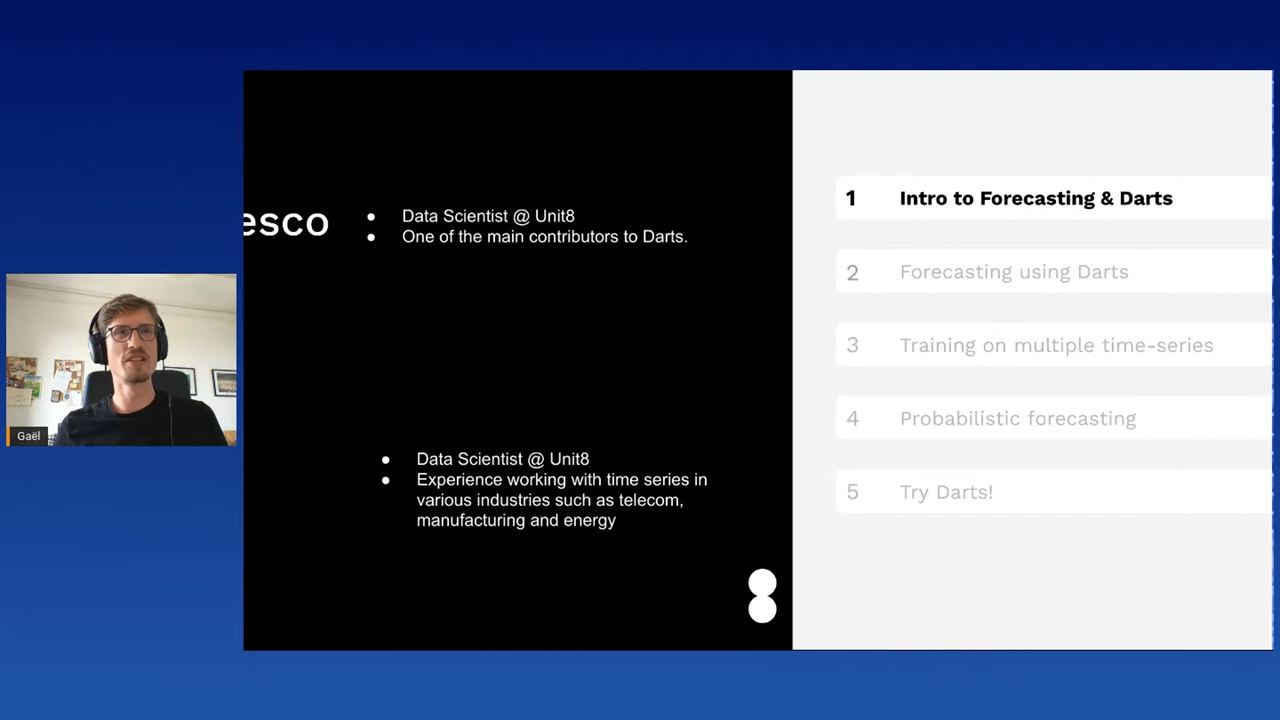 esco
• Data Scientist @ Unit8
• One of the main contributors to Darts.
• Data Scientist @ Unit8
• Experience working with time series in
various industries such as telecom,
manufacturing and energy
1 Intro to Forecasting & Darts
2 Forecasting using Darts
3 Training on multiple time-series
4 Probabilistic forecasting
5 Try Darts!
Gaël